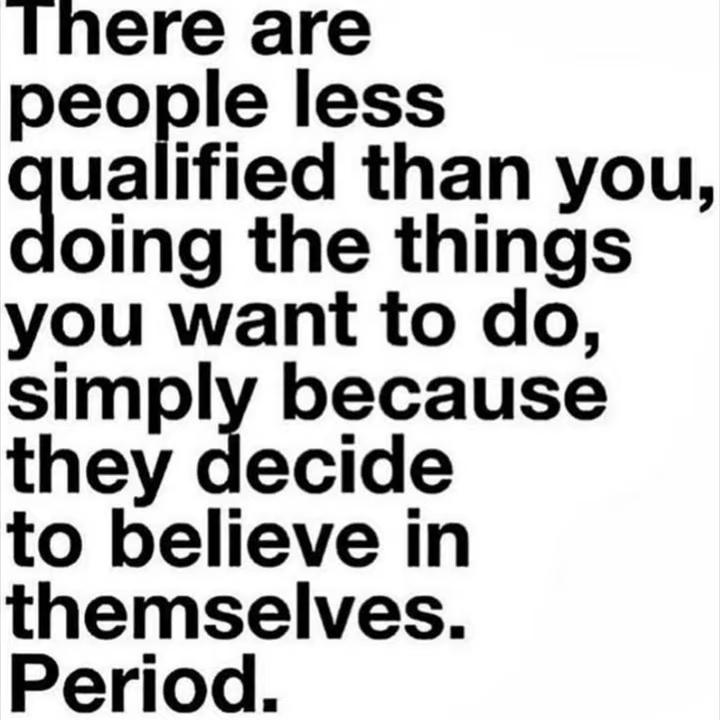 There are
people less
qualified than you,
doing the things
you want to do,
simply because
they decide
to believe in
themselves.
Period.